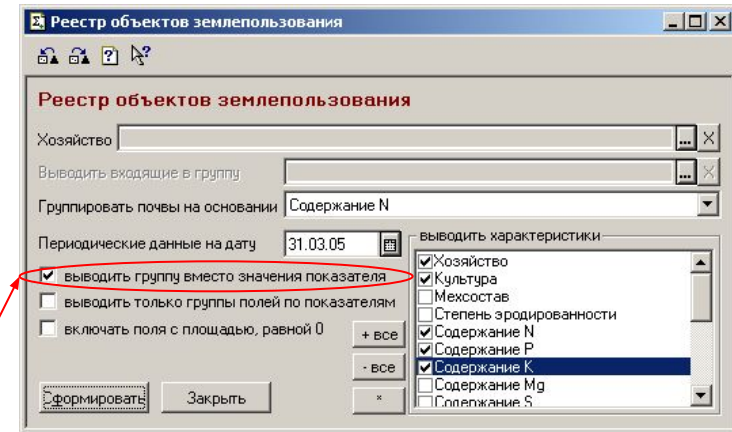 Реестр объектов землепользования
Реестр объектов землепользования
Хозяйство
... X
Выводить входящие в группу
... X
Группировать почвы на основании Содержание N
Периодические данные на дату 31.03.05
выводить группу вместо значения показателя
выводить только группы полей по показателям
включать поля с площадью, равной 0
+ все
- все
*
Сформировать
Закрыть
выводить характеристики
Хозяйство
Культура
Мехсостав
Степень эродированности
Содержание N
Содержание P
Содержание K
Содержание Mg
Содержание S